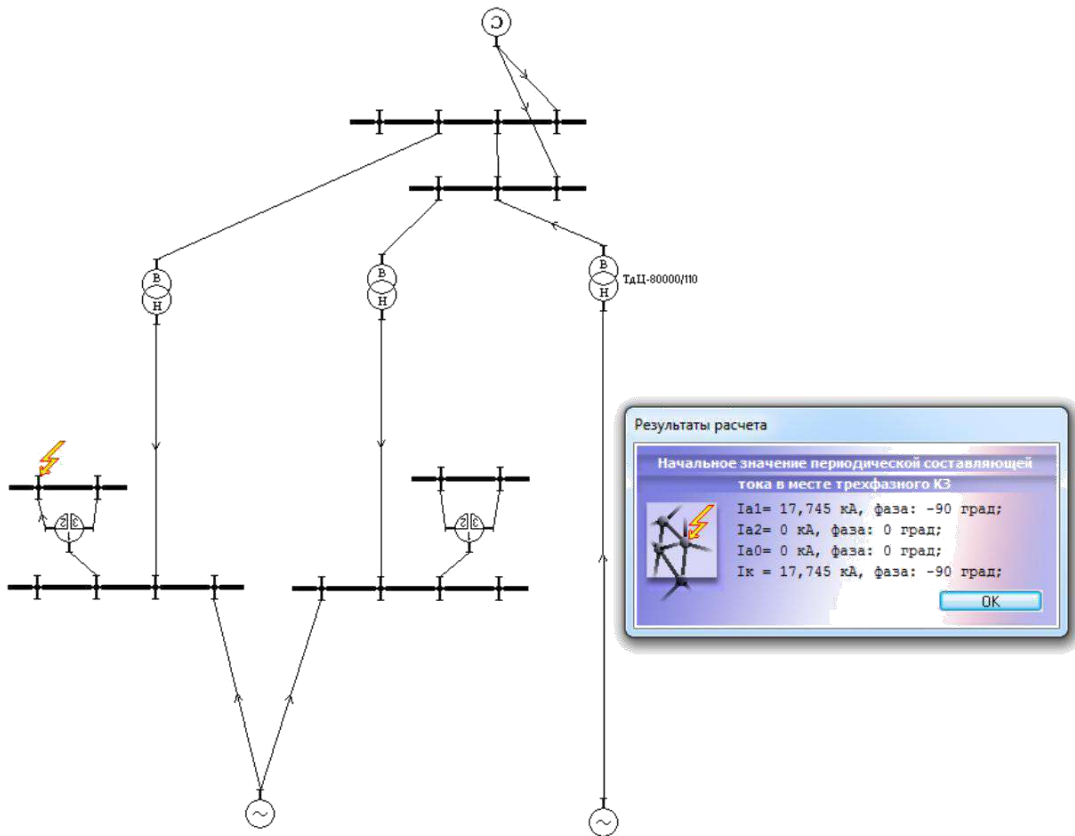 С
В
Н
В
Н
В
Н
ТдЦ-80000/110
Результаты расчета
Начальное значение периодической составляющей
тока в месте трехфазного КЗ
Ia1= 17,745 кА, фаза: -90 град;
Ia2= 0 кА, фаза: 0 град;
Ia0= 0 кА, фаза: 0 град;
Iк = 17,745 кА, фаза: -90 град;
OK